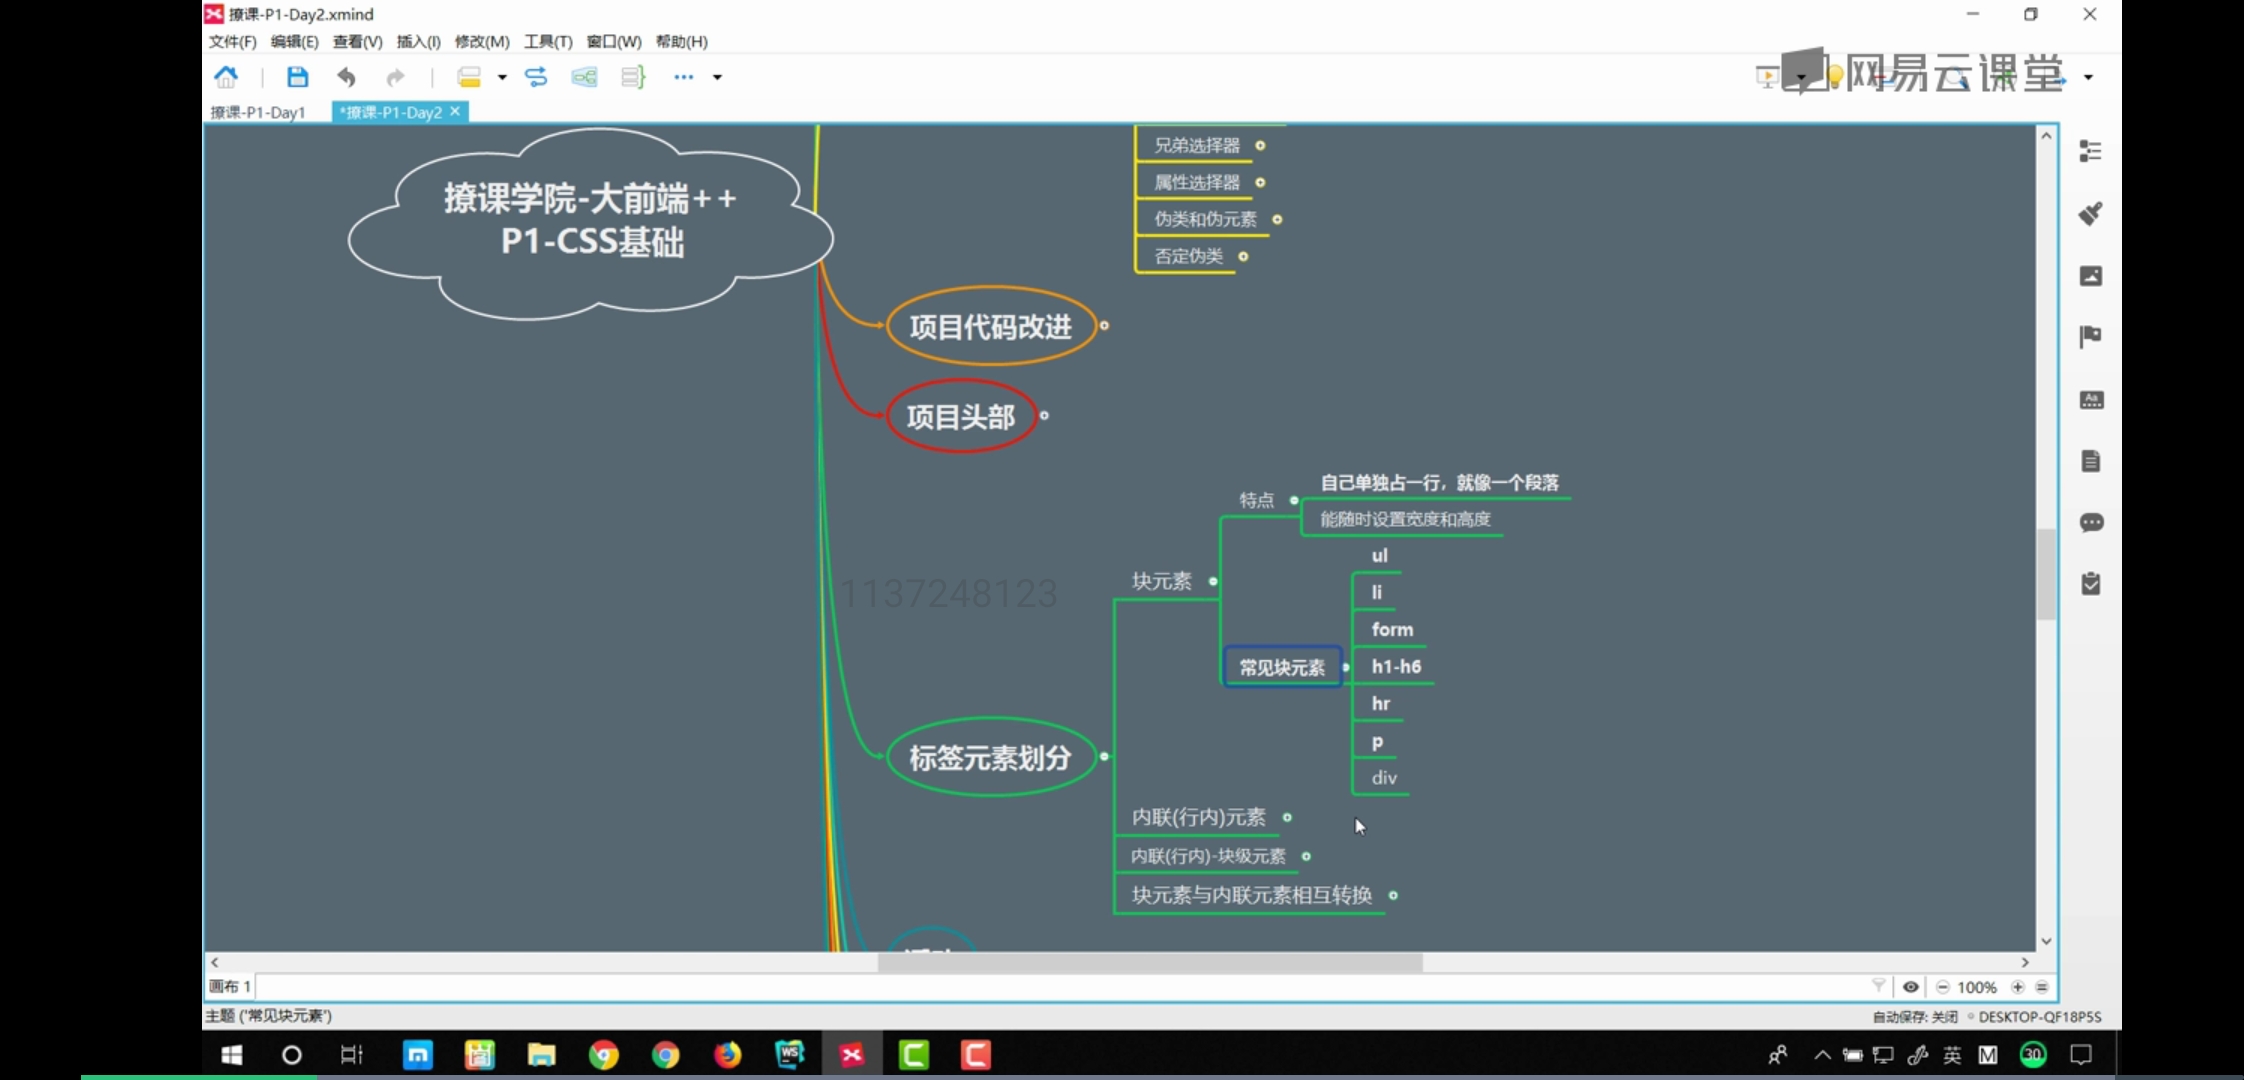 撩课-P1-Day2.xmind
文件(F) 编辑(E) 查看(V) 插入(I) 修改(M) 工具(T) 窗口(W) 帮助(H)
网易云课堂
撩课-P1-Day1
*撩课-P1-Day2
兄弟选择器
属性选择器
伪类和伪元素
否定伪类
撩课学院-大前端++
P1-CSS基础
项目代码改进
项目头部
特点
自己单独占一行，就像一个段落
能随时设置宽度和高度
块元素
常见块元素
ul
li
form
h1-h6
hr
p
div
1137248123
标签元素划分
内联(行内)元素
内联(行内)-块级元素
块元素与内联元素相互转换
画布 1
100%
主题 ('常见块元素')
自动保存: 关闭
DESKTOP-QF18P5S
WS
英
M
30